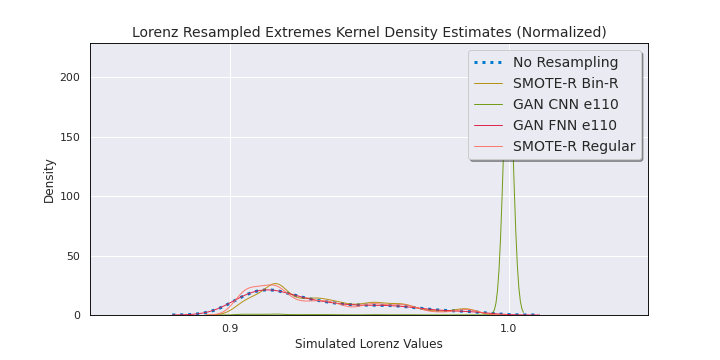 Lorenz Resampled Extremes Kernel Density Estimates (Normalized)
No Resampling
SMOTE-R Bin-R
GAN CNN e110
GAN FNN e110
SMOTE-R Regular
200
150
100
50
0
Density
0.9
1.0
Simulated Lorenz Values